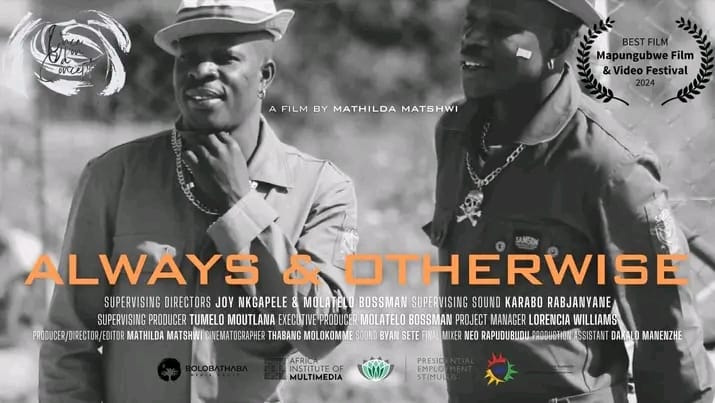 BEST FILM
Mapungubwe Film
& Video Festival
2024
A FILM BY MATHILDA MATSHWI
SAMSON
ALWAYS & OTHERWISE
SUPERVISING DIRECTORS JOY NKGAPELE & MOLATELO BOSSMAN SUPERVISING SOUND KARABO RABJANYANE
SUPERVISING PRODUCER TUMELO MOUTLANA EXECUTIVE PRODUCER MOLATELO BOSSMAN PROJECT MANAGER LORENCIA WILLIAMS
PRODUCER/DIRECTOR/EDITOR MATHILDA MATSHWI CINEMATOGRAPHER THABANG MOLOKOMME SOUND BYAN SETE FINAL MIXER NEO RAPUDUBUDU PRODUCTION ASSISTANT DAKALO MANENZHE
BOLOBATHABA
MEDIA GROUP
AFRICA
INSTITUTE OF
MULTIMEDIA
PRESIDENTIAL
EMPLOYMENT
STIMULUS